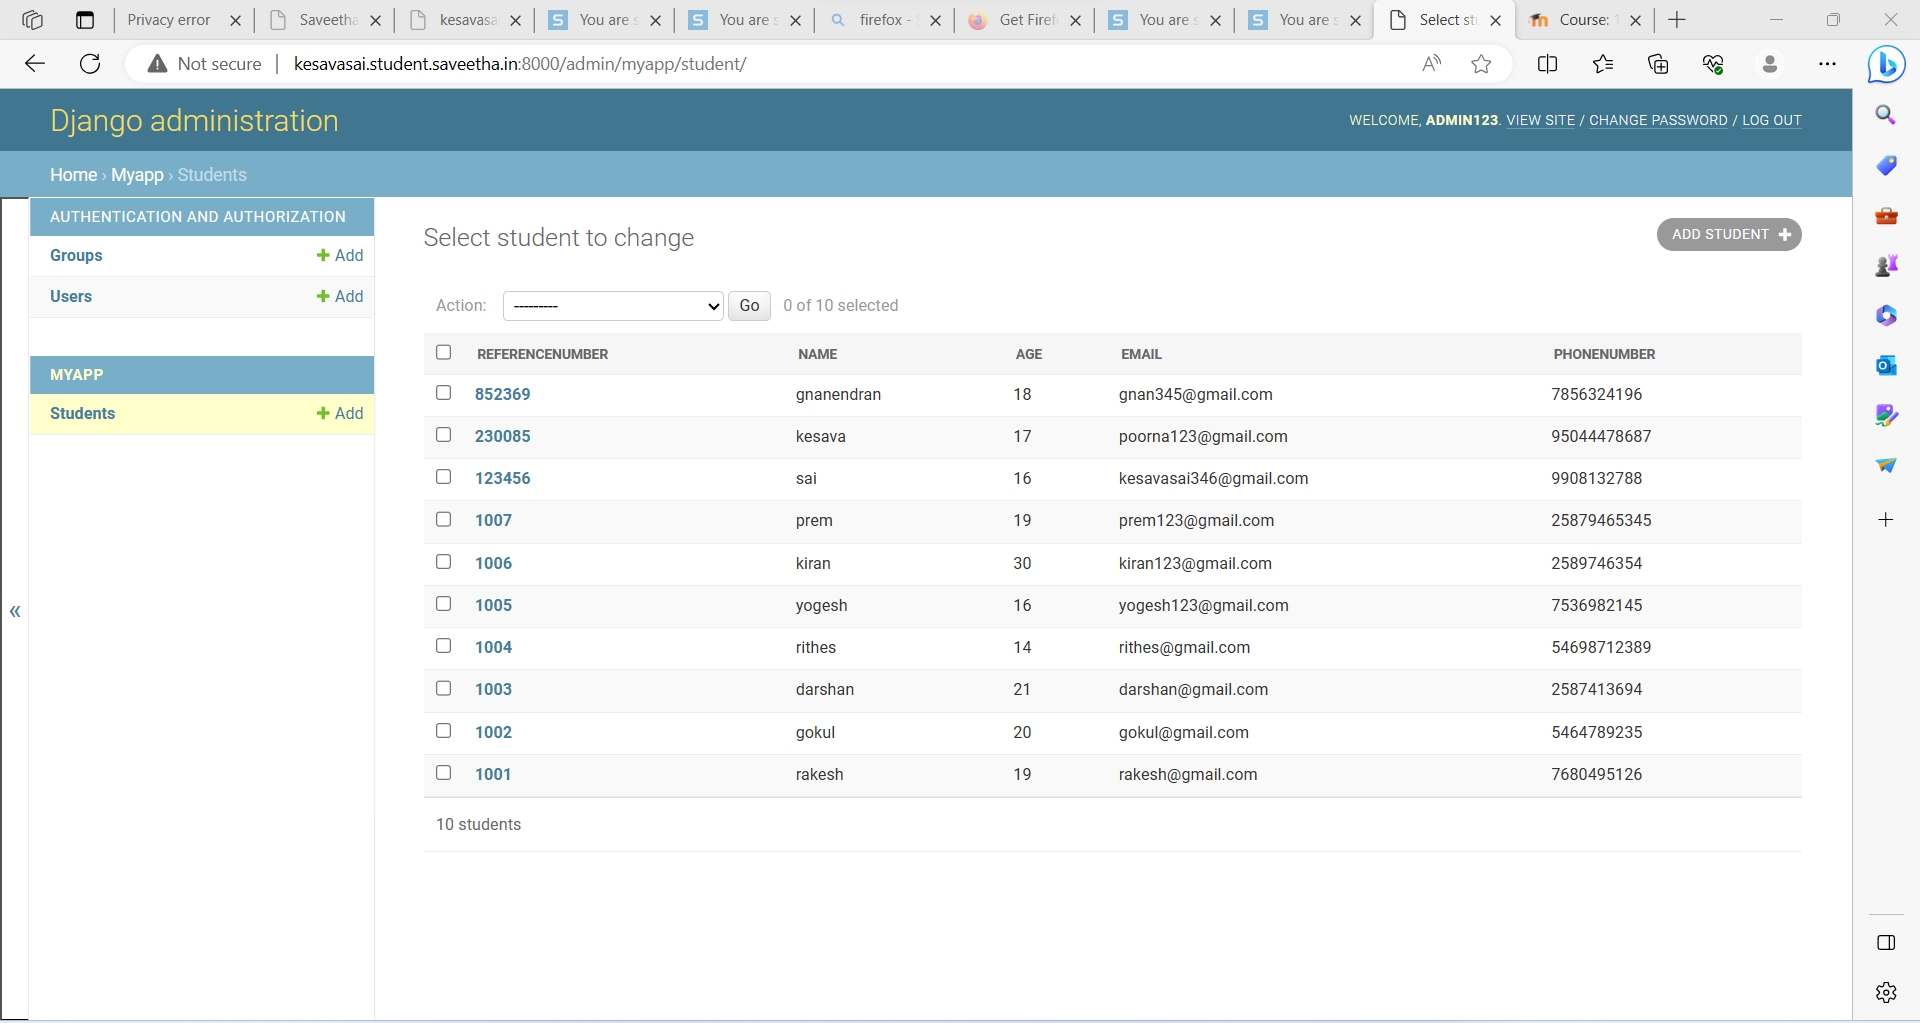 Privacy error
Saveetha
kesavasa
You are s
You are s
firefox - S
Get Firef
You are s
You are s
Select stu
Course: 1
Not secure kesavasai.student.saveetha.in:8000/admin/myapp/student/
Django administration
WELCOME, ADMIN123. VIEW SITE / CHANGE PASSWORD / LOG OUT
Home › Myapp › Students
AUTHENTICATION AND AUTHORIZATION
Groups Add
Users Add
MYAPP
Students Add
«
Select student to change
ADD STUDENT
Action: --------- Go 0 of 10 selected
REFERENCENUMBER NAME AGE EMAIL PHONENUMBER
852369 gnanendran 18 gnan345@gmail.com 7856324196
230085 kesava 17 poorna123@gmail.com 95044478687
123456 sai 16 kesavasai346@gmail.com 9908132788
1007 prem 19 prem123@gmail.com 25879465345
1006 kiran 30 kiran123@gmail.com 2589746354
1005 yogesh 16 yogesh123@gmail.com 7536982145
1004 rithes 14 rithes@gmail.com 54698712389
1003 darshan 21 darshan@gmail.com 2587413694
1002 gokul 20 gokul@gmail.com 5464789235
1001 rakesh 19 rakesh@gmail.com 7680495126
10 students